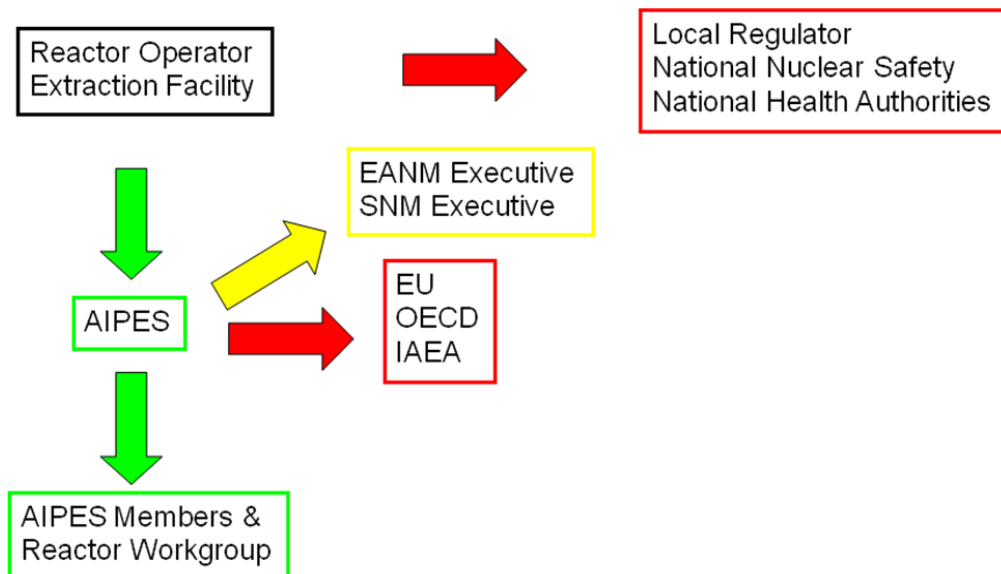 Reactor Operator
Extraction Facility
Local Regulator
National Nuclear Safety
National Health Authorities
EANM Executive
SNM Executive
AIPES
EU
OECD
IAEA
AIPES Members &
Reactor Workgroup